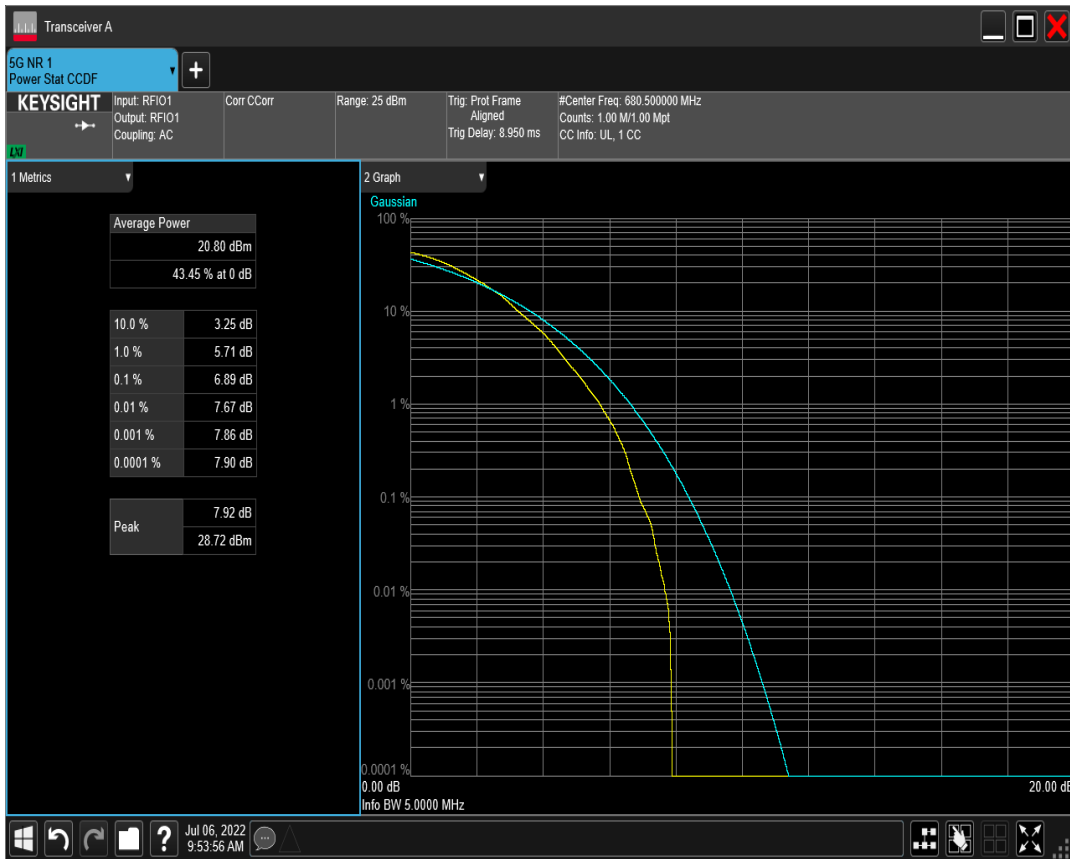 Transceiver A
5G NR 1
Power Stat CCDF
KEYSIGHT
LXI
Input: RFIO1
Output: RFIO1
Coupling: AC
Corr CCorr
Range: 25 dBm
Trig: Prot Frame
Aligned
Trig Delay: 8.950 ms
#Center Freq: 680.500000 MHz
Counts: 1.00 M/1.00 Mpt
CC Info: UL, 1 CC
1 Metrics
Average Power
20.80 dBm
43.45 % at 0 dB
10.0 % 3.25 dB
1.0 % 5.71 dB
0.1 % 6.89 dB
0.01 % 7.67 dB
0.001 % 7.86 dB
0.0001 % 7.90 dB
Peak 7.92 dB
28.72 dBm
2 Graph
Gaussian
100 %
10 %
1 %
0.1 %
0.01 %
0.001 %
0.0001 %
0.00 dB 20.00 dB
Info BW 5.0000 MHz
Jul 06, 2022
9:53:56 AM